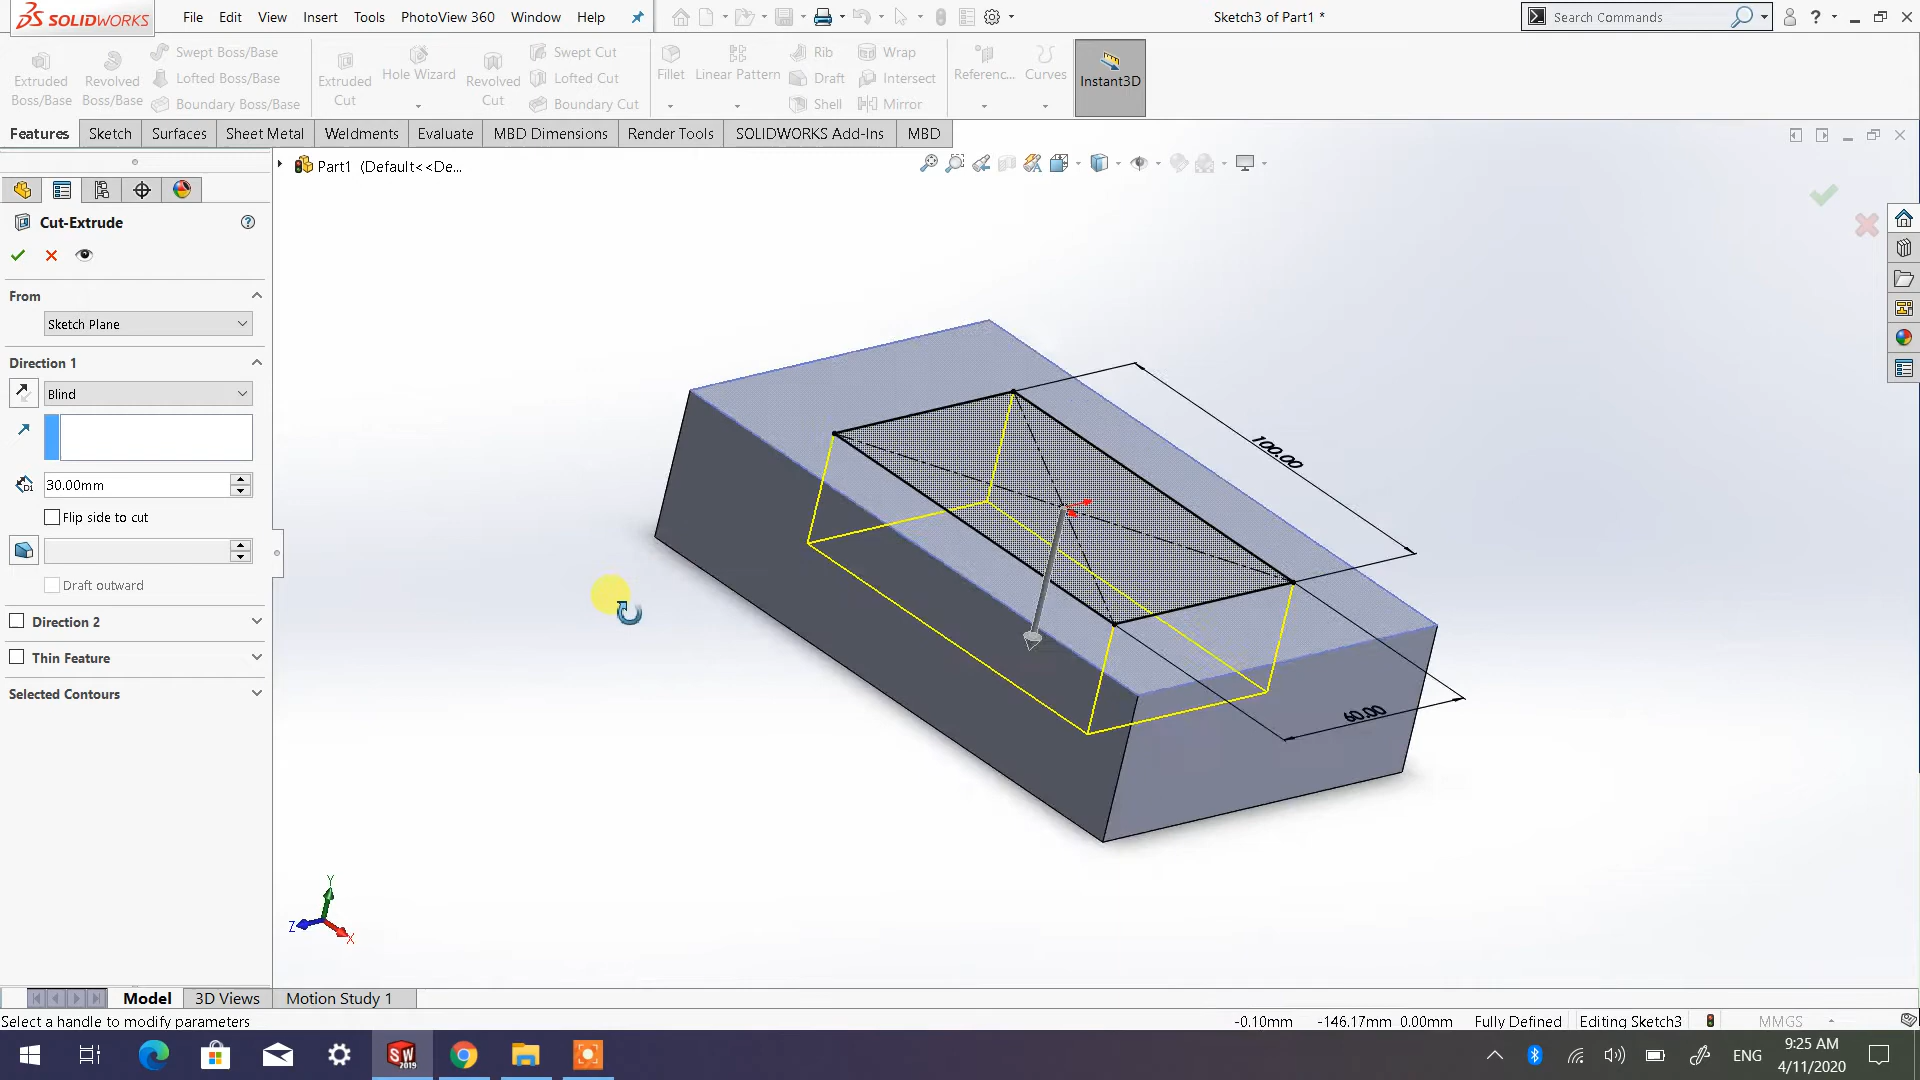 SOLIDWORKS File Edit View Insert Tools PhotoView 360 Window Help Sketch3 of Part1 * Search Commands
Extruded Boss/Base
Revolved Boss/Base
Swept Boss/Base
Lofted Boss/Base
Boundary Boss/Base
Extruded Cut
Hole Wizard
Revolved Cut
Swept Cut
Lofted Cut
Boundary Cut
Fillet
Linear Pattern
Rib
Draft
Shell
Wrap
Intersect
Mirror
Referenc...
Curves
Instant3D
Features Sketch Surfaces Sheet Metal Weldments Evaluate MBD Dimensions Render Tools SOLIDWORKS Add-Ins MBD
Part1 (Default<<De...
Cut-Extrude
From
Sketch Plane
Direction 1
Blind
30.00mm
Flip side to cut
Draft outward
Direction 2
Thin Feature
Selected Contours
100.00
60.00
Y
Z
X
Model 3D Views Motion Study 1
Select a handle to modify parameters -0.10mm -146.17mm 0.00mm Fully Defined Editing Sketch3 MMGS
SW
2019
ENG
9:25 AM
4/11/2020